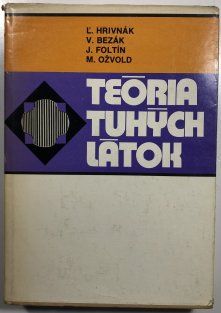 Ľ. HRIVNÁK
V. BEZÁK
J. FOLTÍN
M. OŽVOLD
TEÓRIA
TUHÝCH
LÁTOK